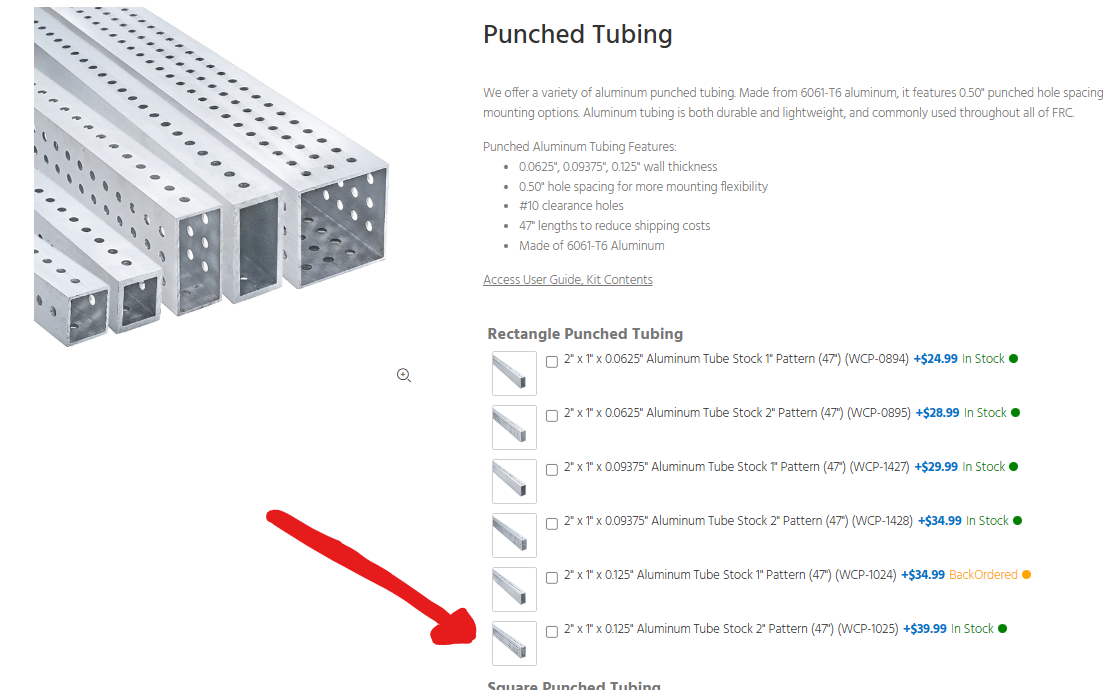 Punched Tubing
We offer a variety of aluminum punched tubing. Made from 6061-T6 aluminum, it features 0.50" punched hole spacing
mounting options. Aluminum tubing is both durable and lightweight, and commonly used throughout all of FRC.
Punched Aluminum Tubing Features:
• 0.0625", 0.09375", 0.125" wall thickness
• 0.50" hole spacing for more mounting flexibility
• #10 clearance holes
• 47" lengths to reduce shipping costs
• Made of 6061-T6 Aluminum
Access User Guide, Kit Contents
Rectangle Punched Tubing
2" x 1" x 0.0625" Aluminum Tube Stock 1" Pattern (47") (WCP-0894) +$24.99 In Stock
2" x 1" x 0.0625" Aluminum Tube Stock 2" Pattern (47") (WCP-0895) +$28.99 In Stock
2" x 1" x 0.09375" Aluminum Tube Stock 1" Pattern (47") (WCP-1427) +$29.99 In Stock
2" x 1" x 0.09375" Aluminum Tube Stock 2" Pattern (47") (WCP-1428) +$34.99 In Stock
2" x 1" x 0.125" Aluminum Tube Stock 1" Pattern (47") (WCP-1024) +$34.99 BackOrdered
2" x 1" x 0.125" Aluminum Tube Stock 2" Pattern (47") (WCP-1025) +$39.99 In Stock
Square Punched Tubing